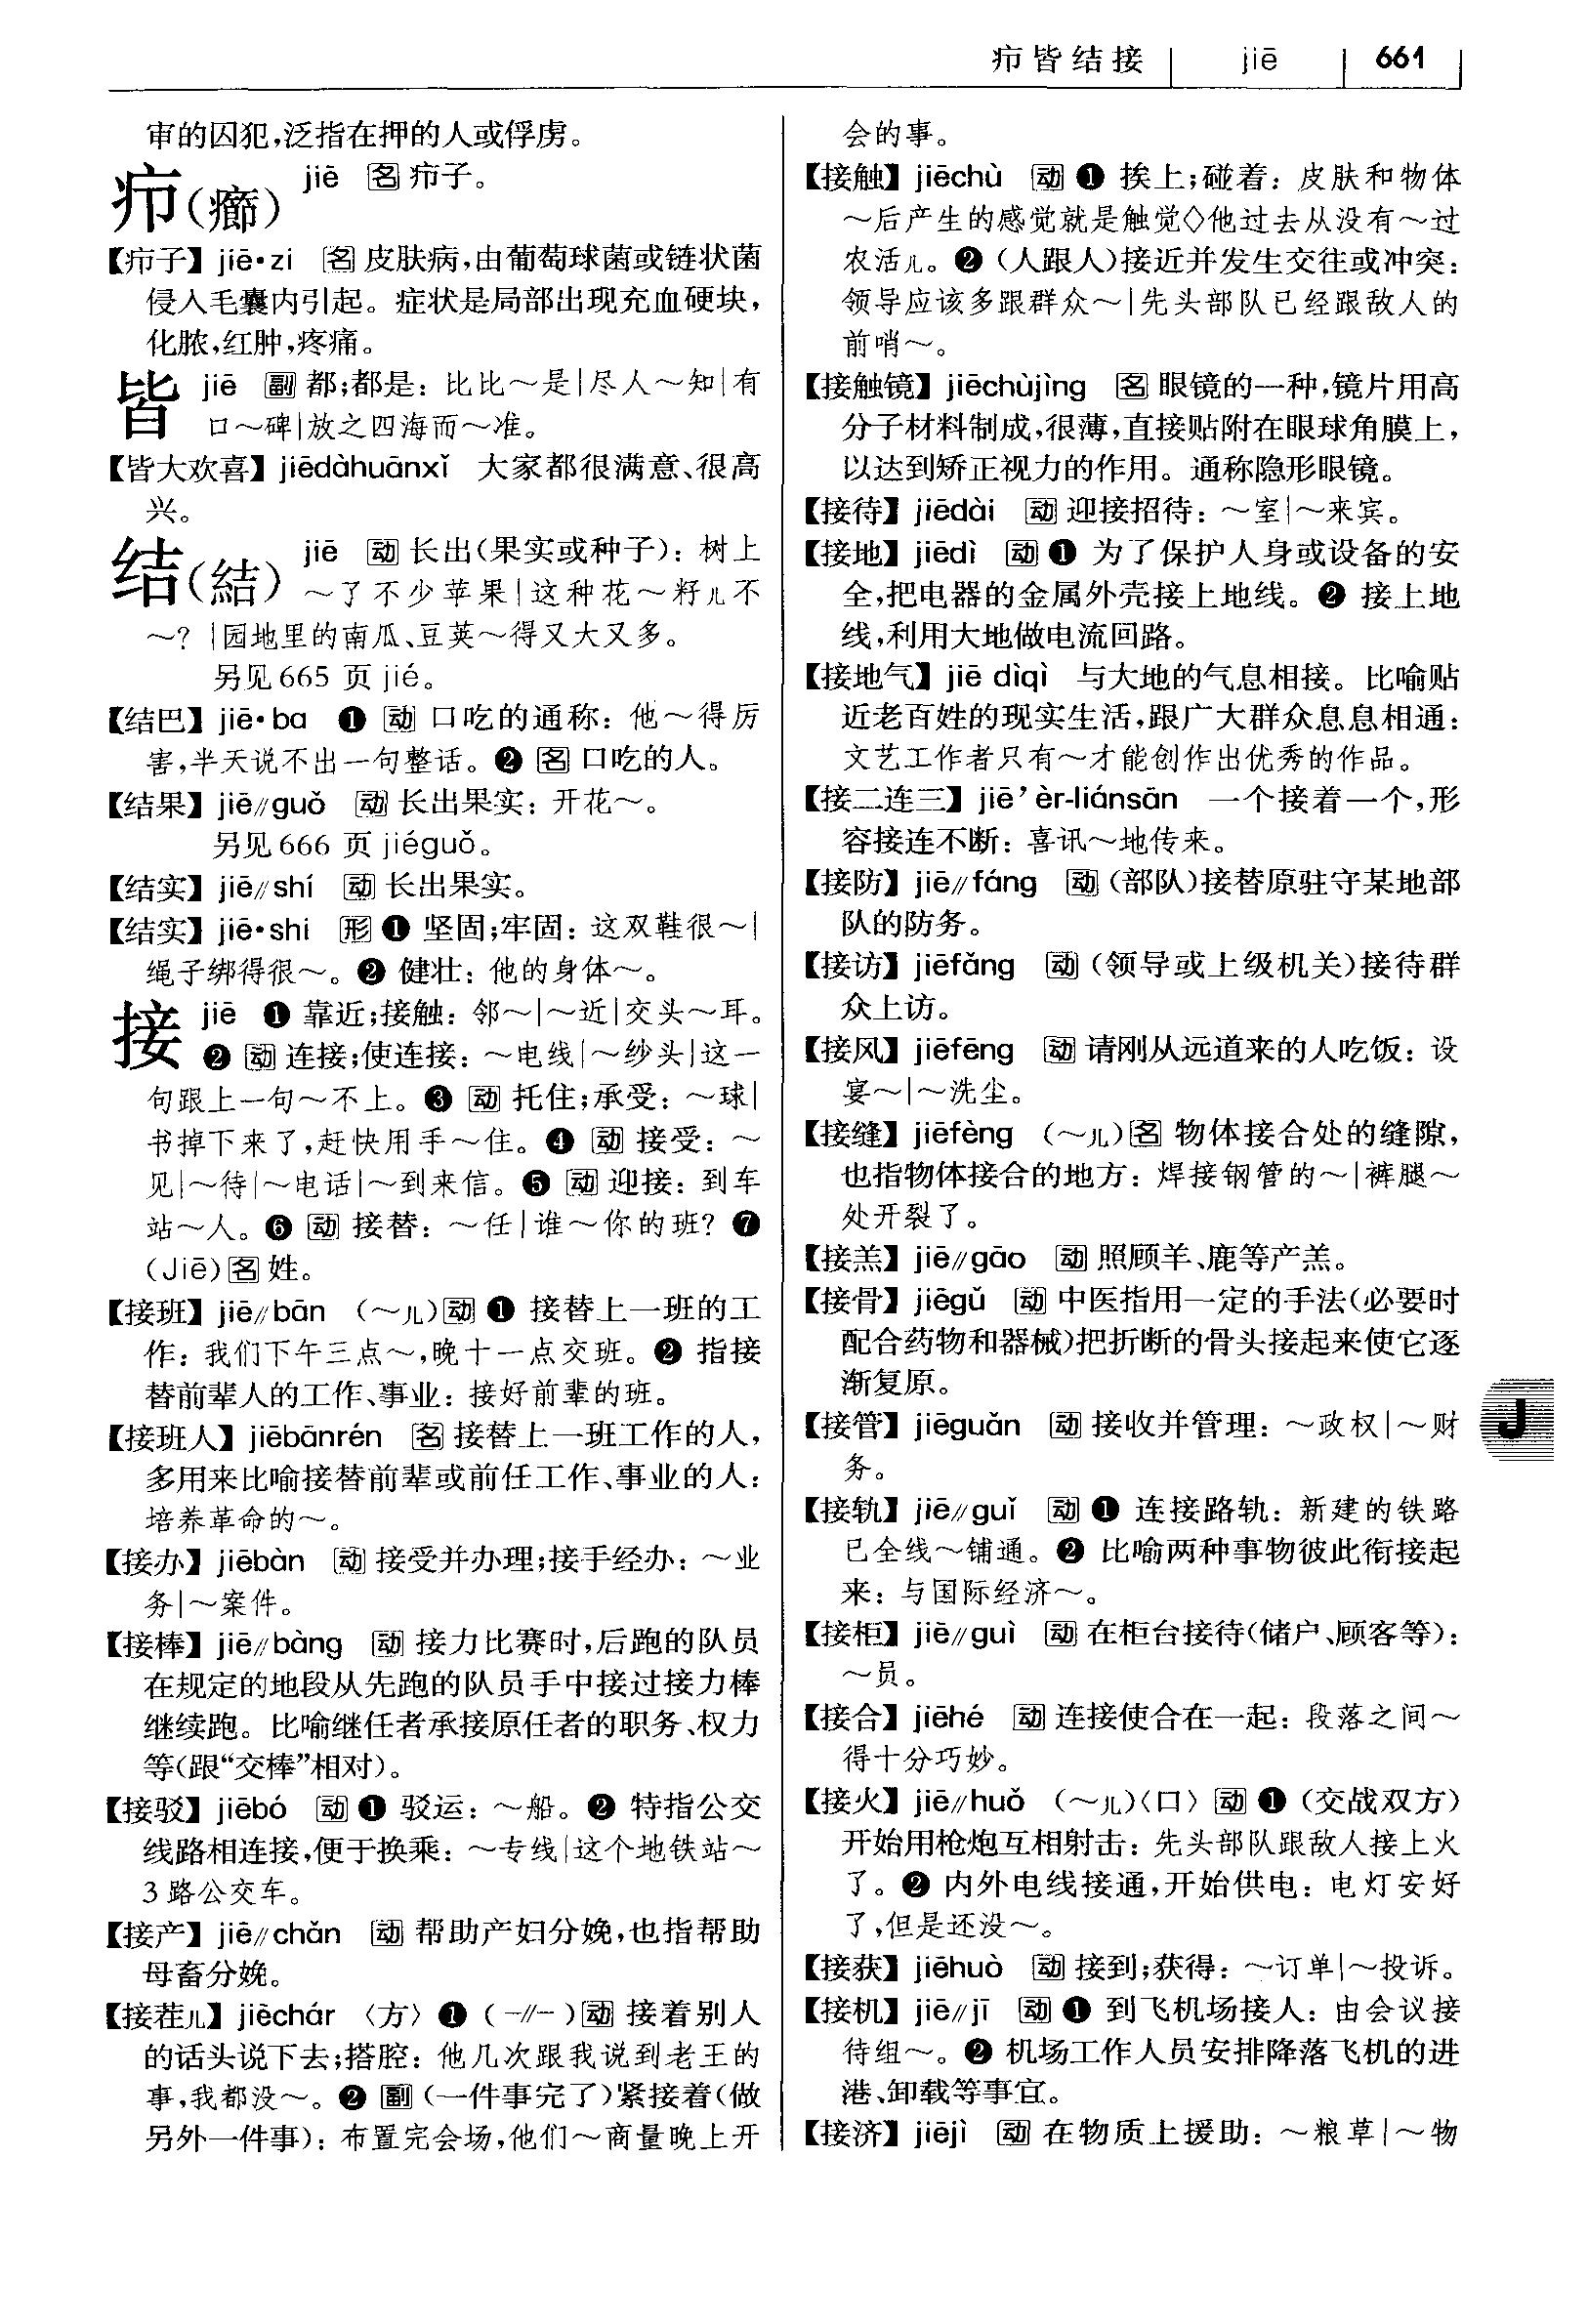 疖皆结接 jiē 661
审的囚犯,泛指在押的人或俘虏。
疖(癤) jiē 名 疖子。
【疖子】jiē·zi 名 皮肤病,由葡萄球菌或链状菌
侵入毛囊内引起。症状是局部出现充血硬块,
化脓,红肿,疼痛。
皆 jiē 副 都;都是:比比~是|尽人~知|有
口~碑|放之四海而~准。
【皆大欢喜】jiēdàhuānxǐ 大家都很满意、很高
兴。
结(結) jiē 动 长出(果实或种子):树上
~了不少苹果|这种花~籽儿不
~?|园地里的南瓜、豆荚~得又大又多。
另见665页jié。
【结巴】jiē·ba ❶ 动 口吃的通称:他~得厉
害,半天说不出一句整话。❷ 名 口吃的人。
【结果】jiē//guǒ 动 长出果实:开花~。
另见666页jiéguǒ。
【结实】jiē//shí 动 长出果实。
【结实】jiē·shi 形 ❶ 坚固;牢固:这双鞋很~|
绳子绑得很~。❷ 健壮:他的身体~。
接 jiē ❶ 靠近;接触:邻~|~近|交头~耳。
❷ 动 连接;使连接:~电线|~纱头|这一
句跟上一句~不上。❸ 动 托住;承受:~球|
书掉下来了,赶快用手~住。❹ 动 接受:~
见|~待|~电话|~到来信。❺ 动 迎接:到车
站~人。❻ 动 接替:~任|谁~你的班?❼
(Jiē)名 姓。
【接班】jiē//bān (~儿)动 ❶ 接替上一班的工
作:我们下午三点~,晚十一点交班。❷ 指接
替前辈人的工作、事业:接好前辈的班。
【接班人】jiēbānrén 名 接替上一班工作的人,
多用来比喻接替前辈或前任工作、事业的人:
培养革命的~。
【接办】jiēbàn 动 接受并办理;接手经办:~业
务|~案件。
【接棒】jiē//bàng 动 接力比赛时,后跑的队员
在规定的地段从先跑的队员手中接过接力棒
继续跑。比喻继任者承接原任者的职务、权力
等(跟“交棒”相对)。
【接驳】jiēbó 动 ❶ 驳运:~船。❷ 特指公交
线路相连接,便于换乘:~专线|这个地铁站~
3路公交车。
【接产】jiē//chǎn 动 帮助产妇分娩,也指帮助
母畜分娩。
【接茬儿】jiēchár 〈方〉❶ (-//-)动 接着别人
的话头说下去;搭腔:他几次跟我说到老王的
事,我都没~。❷ 副 (一件事完了)紧接着(做
另外一件事):布置完会场,他们~商量晚上开
会的事。
【接触】jiēchù 动 ❶ 挨上;碰着:皮肤和物体
~后产生的感觉就是触觉◇他过去从没有~过
农活儿。❷ (人跟人)接近并发生交往或冲突:
领导应该多跟群众~|先头部队已经跟敌人的
前哨~。
【接触镜】jiēchùjìng 名 眼镜的一种,镜片用高
分子材料制成,很薄,直接贴附在眼球角膜上,
以达到矫正视力的作用。通称隐形眼镜。
【接待】jiēdài 动 迎接招待:~室|~来宾。
【接地】jiēdì 动 ❶ 为了保护人身或设备的安
全,把电器的金属外壳接上地线。❷ 接上地
线,利用大地做电流回路。
【接地气】jiē dìqì 与大地的气息相接。比喻贴
近老百姓的现实生活,跟广大群众息息相通:
文艺工作者只有~才能创作出优秀的作品。
【接二连三】jiē’èr-liánsān 一个接着一个,形
容接连不断:喜讯~地传来。
【接防】jiē//fáng 动 (部队)接替原驻守某地部
队的防务。
【接访】jiēfǎng 动 (领导或上级机关)接待群
众上访。
【接风】jiēfēng 动 请刚从远道来的人吃饭:设
宴~|~洗尘。
【接缝】jiēfèng (~儿)名 物体接合处的缝隙,
也指物体接合的地方:焊接钢管的~|裤腿~
处开裂了。
【接羔】jiē//gāo 动 照顾羊、鹿等产羔。
【接骨】jiēgǔ 动 中医指用一定的手法(必要时
配合药物和器械)把折断的骨头接起来使它逐
渐复原。
【接管】jiēguǎn 动 接收并管理:~政权|~财
务。
【接轨】jiē//guǐ 动 ❶ 连接路轨:新建的铁路
已全线~铺通。❷ 比喻两种事物彼此衔接起
来:与国际经济~。
【接柜】jiē//guì 动 在柜台接待(储户、顾客等):
~员。
【接合】jiēhé 动 连接使合在一起:段落之间~
得十分巧妙。
【接火】jiē//huǒ (~儿)〈口〉动 ❶ (交战双方)
开始用枪炮互相射击:先头部队跟敌人接上火
了。❷ 内外电线接通,开始供电:电灯安好
了,但是还没~。
【接获】jiēhuò 动 接到;获得:~订单|~投诉。
【接机】jiē//jī 动 ❶ 到飞机场接人:由会议接
待组~。❷ 机场工作人员安排降落飞机的进
港、卸载等事宜。
【接济】jiējì 动 在物质上援助:~粮草|~物
J